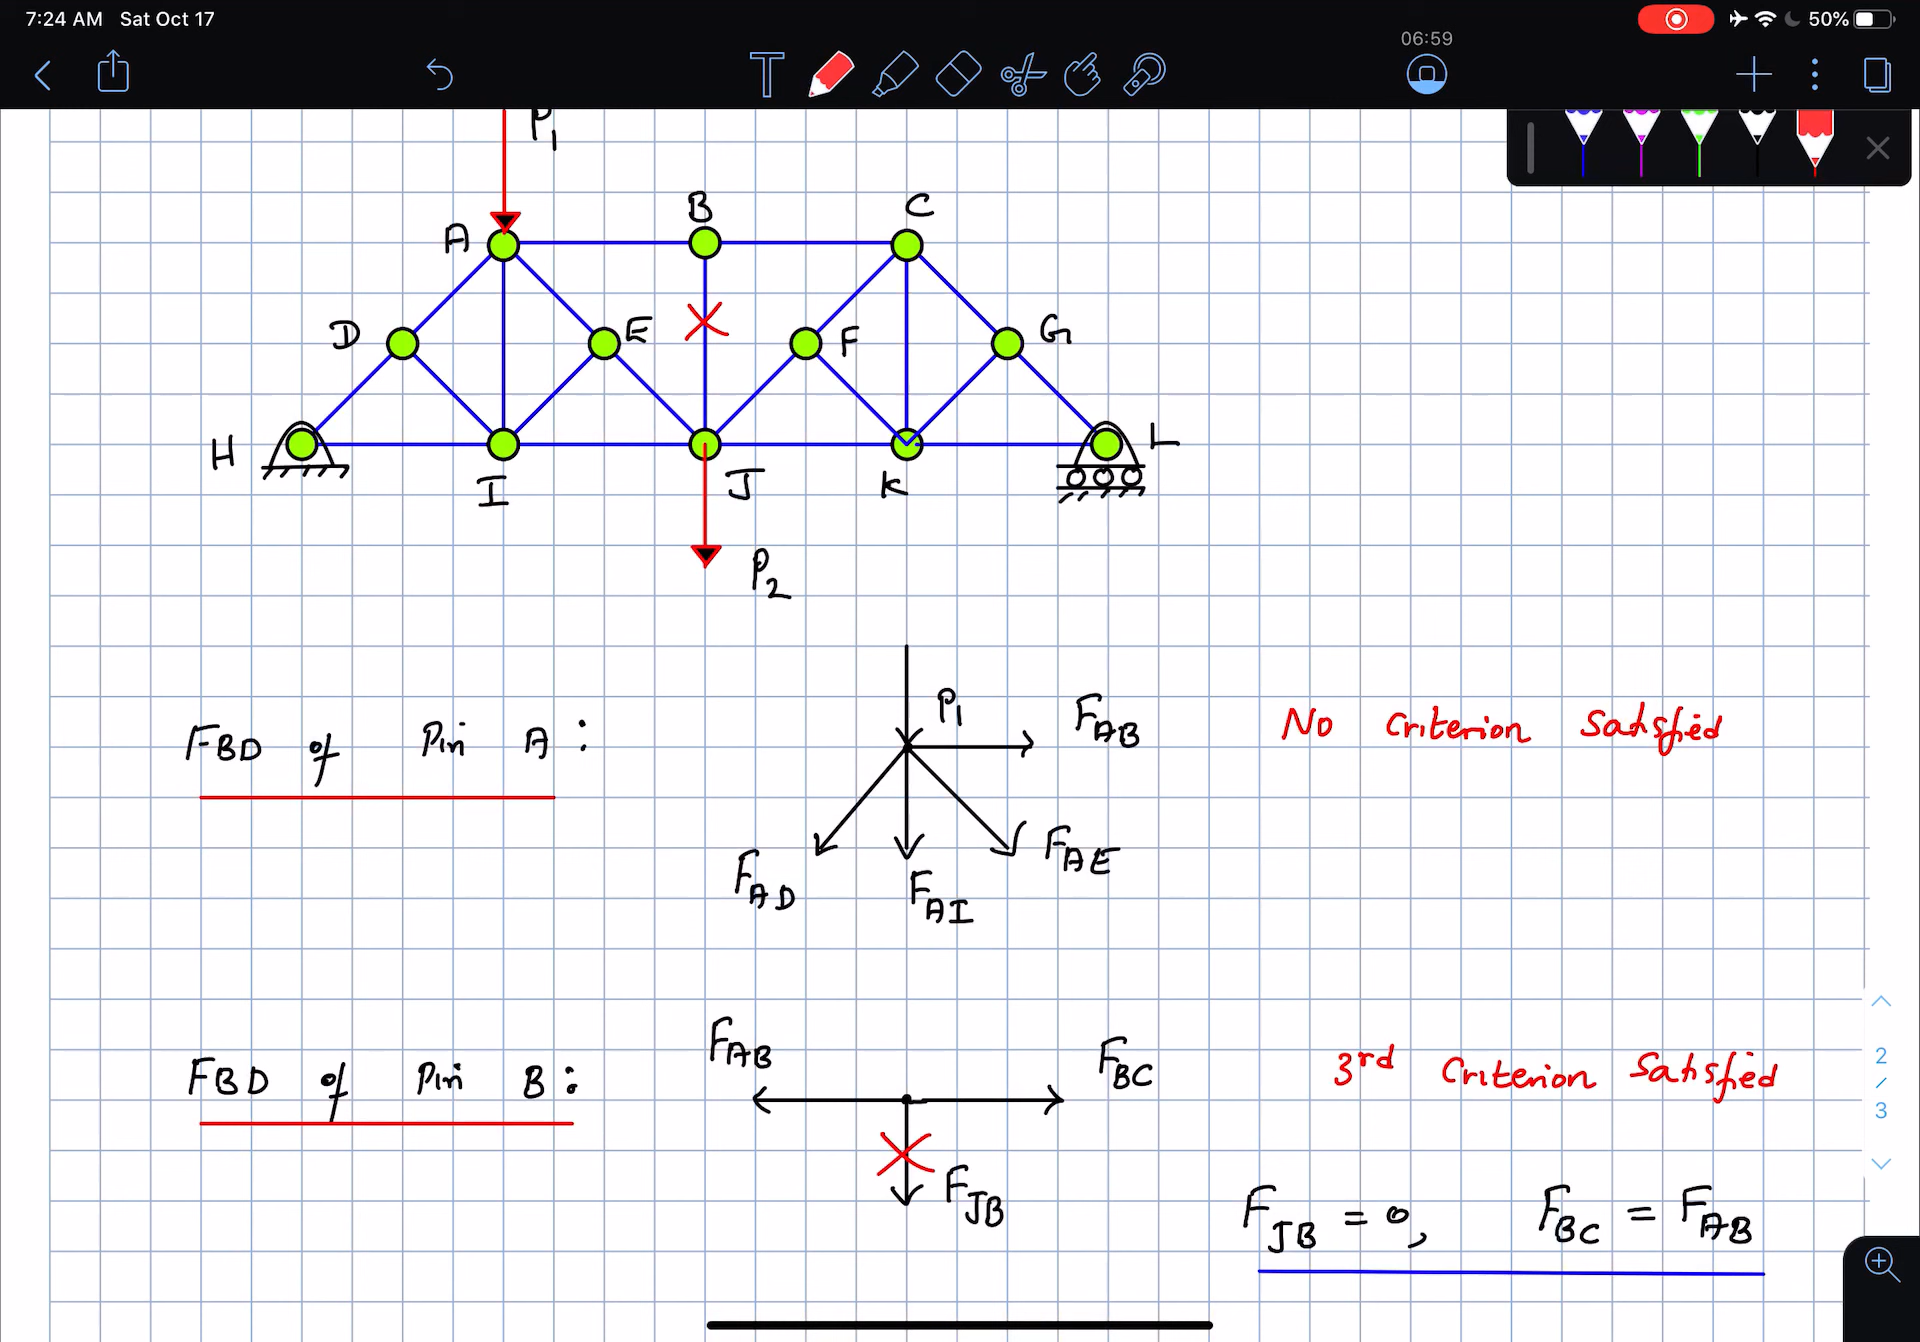 7:24 AM Sat Oct 17
50%
06:59
P1
A
B
C
D
E
F
G
H
I
J
K
L
P2
FBD of Pin A:
P1
FAB
FAD
FAI
FAE
No Criterion Satisfied
FBD of Pin B:
FAB
FBC
FJB
3rd Criterion Satisfied
FJB = 0, FBC = FAB
2
/
3